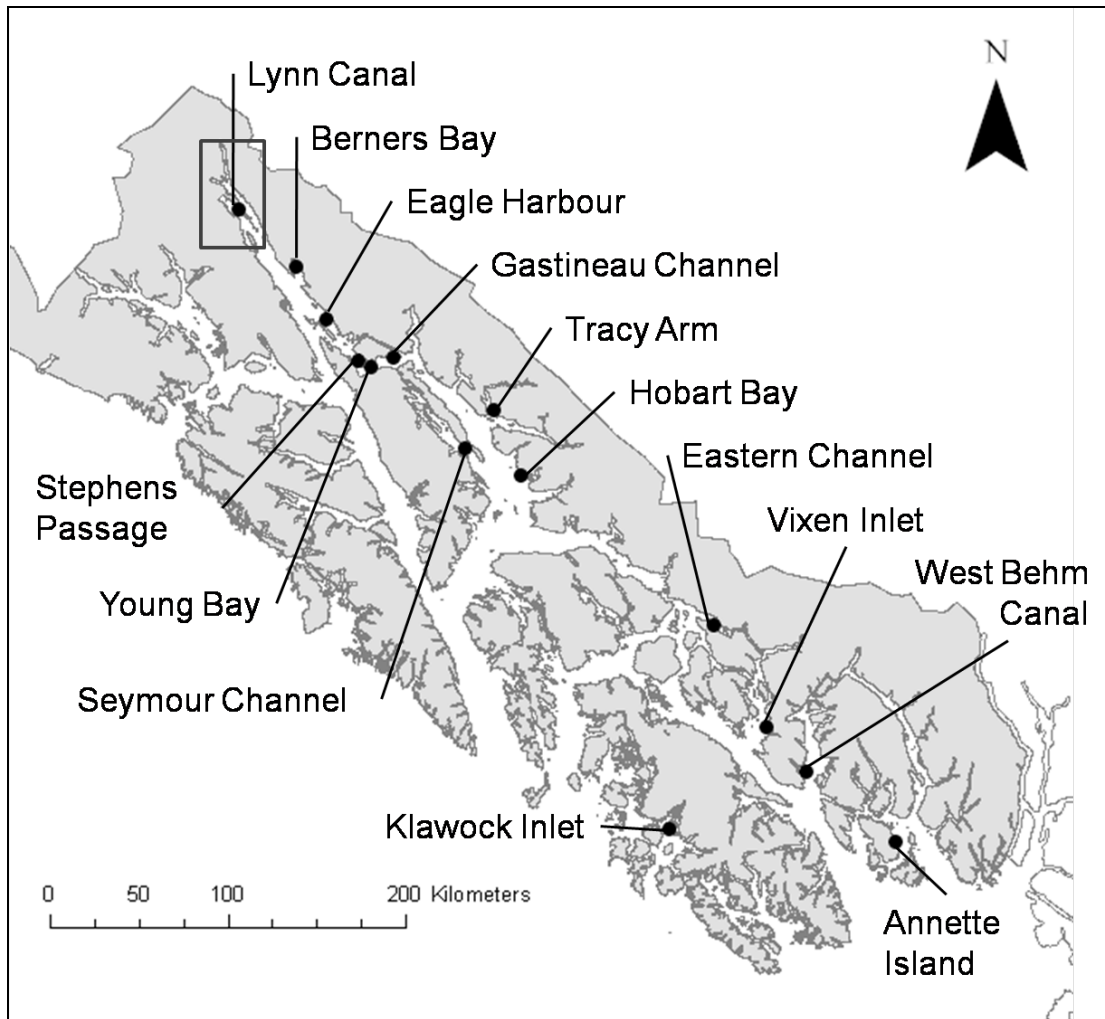 N
Lynn Canal
Berners Bay
Eagle Harbour
Gastineau Channel
Tracy Arm
Hobart Bay
Eastern Channel
Vixen Inlet
West Behm
Canal
Stephens
Passage
Young Bay
Seymour Channel
Klawock Inlet
0 50 100 200 Kilometers
Annette
Island